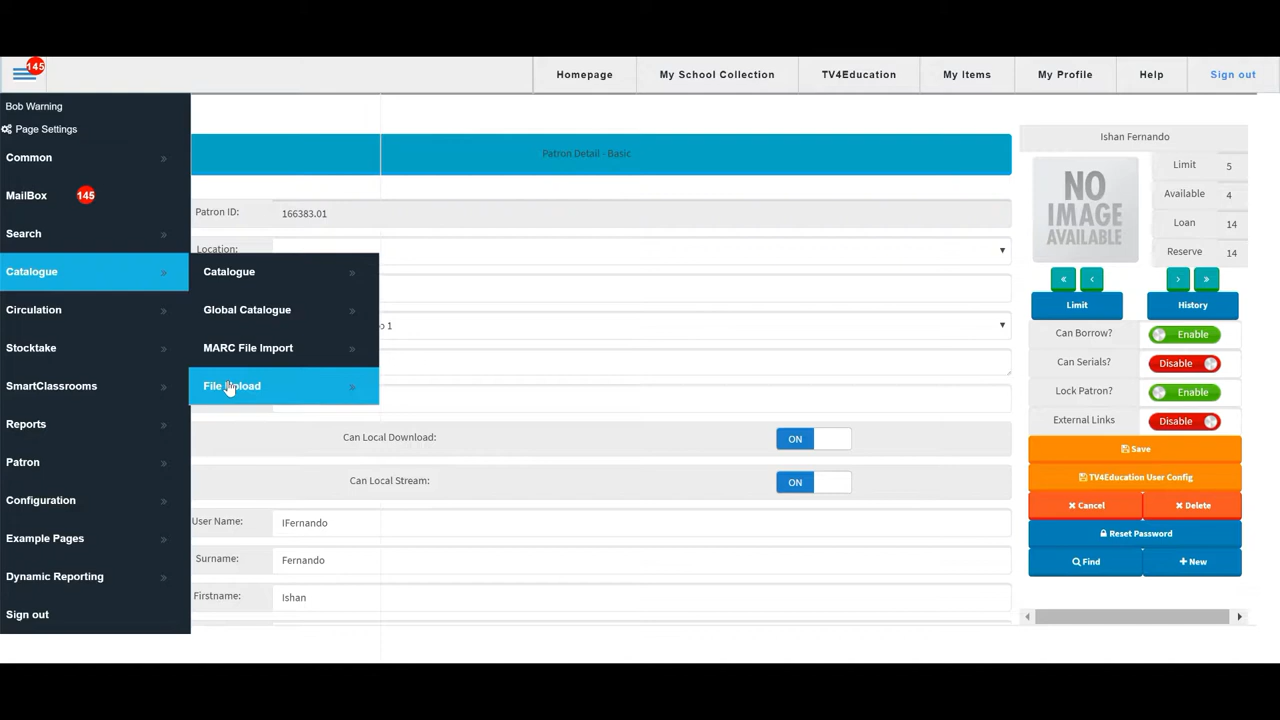 145
Homepage
My School Collection
TV4Education
My Items
My Profile
Help
Sign out
Bob Warning
Page Settings
Common
MailBox 145
Search
Catalogue
Circulation
Stocktake
SmartClassrooms
Reports
Patron
Configuration
Example Pages
Dynamic Reporting
Sign out
Catalogue
Global Catalogue
MARC File Import
File Upload
Patron Detail - Basic
Patron ID: 166383.01
Location:
1
Can Local Download: ON
Can Local Stream: ON
User Name: IFernando
Surname: Fernando
Firstname: Ishan
Ishan Fernando
NO
IMAGE
AVAILABLE
Limit 5
Available 4
Loan 14
Reserve 14
« ‹ › »
Limit
History
Can Borrow? Enable
Can Serials? Disable
Lock Patron? Enable
External Links Disable
Save
TV4Education User Config
Cancel
Delete
Reset Password
Find
New